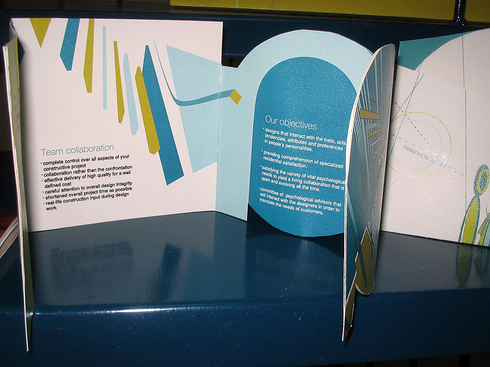 Team collaboration
* complete control over all aspects of your
constructive project
* collaboration rather than the confrontation
* effective delivery of high quality for a well
defined cost
* careful attention to overall design integrity
* shortened overall project time as possible
* real-life construction input during design
work
Our objectives
* designs that interact with the traits, acts,
tendencies, attributes and preferences
in people's personalities.
* providing comprehension of specialized
residential satisfaction.
* satisfying the variety of vital psychological
needs to yield a living collaboration that is
open and evolving all the time.
* committee of psychological advisors that
will interact with the designers in order to
translate the needs of customers.